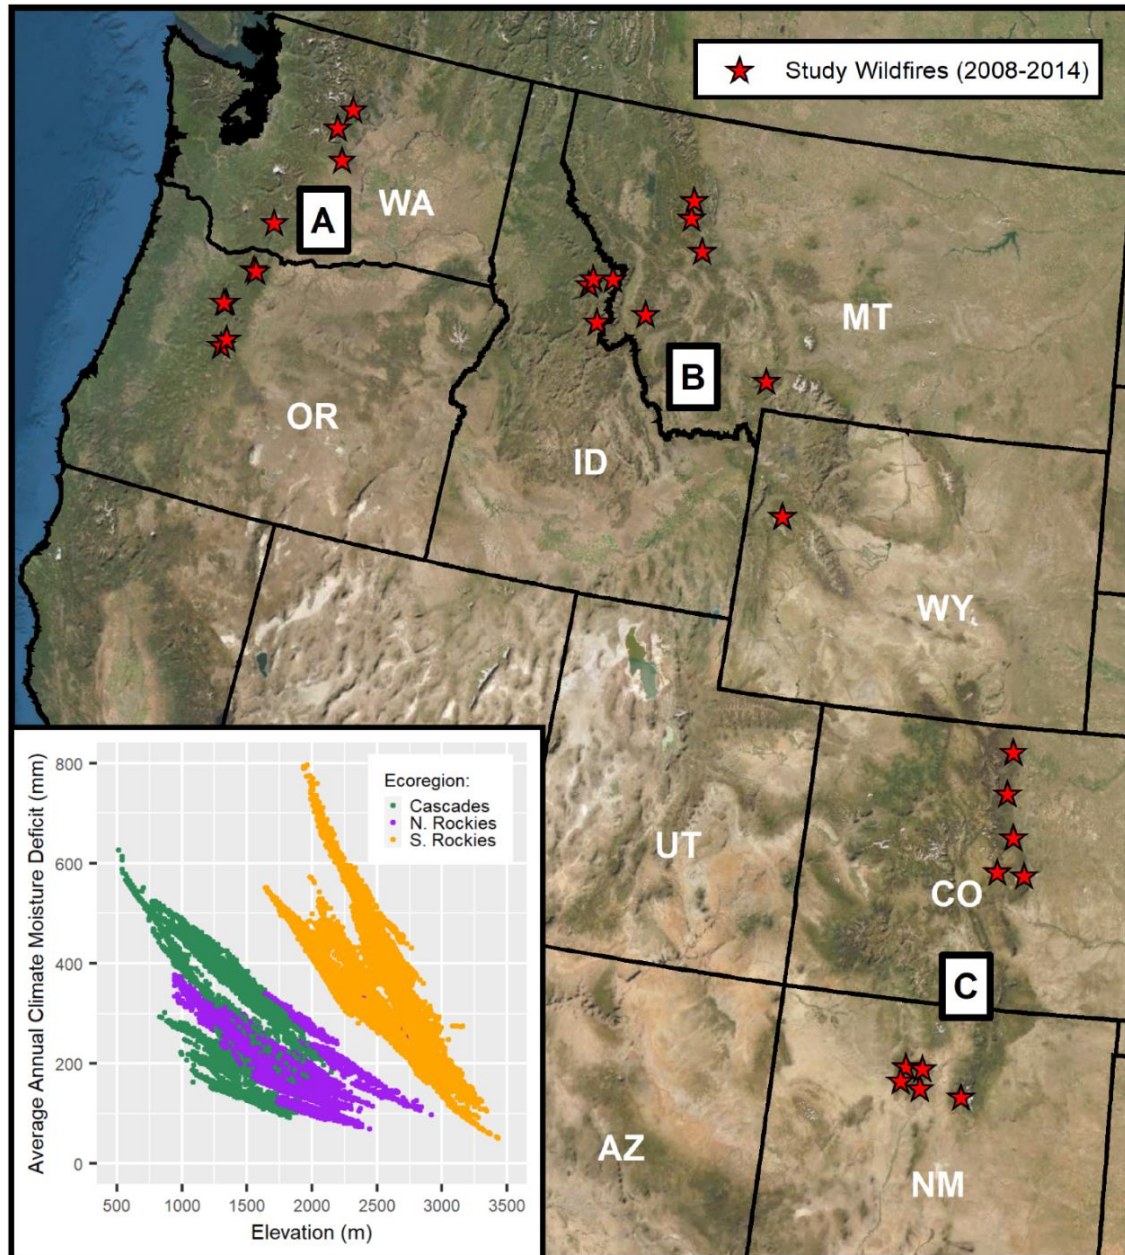 Study Wildfires (2008-2014)
A
WA
MT
B
OR
ID
WY
UT
CO
C
AZ
NM
Average Annual Climate Moisture Deficit (mm)
800
600
400
200
0
Ecoregion:
Cascades
N. Rockies
S. Rockies
500 1000 1500 2000 2500 3000 3500
Elevation (m)